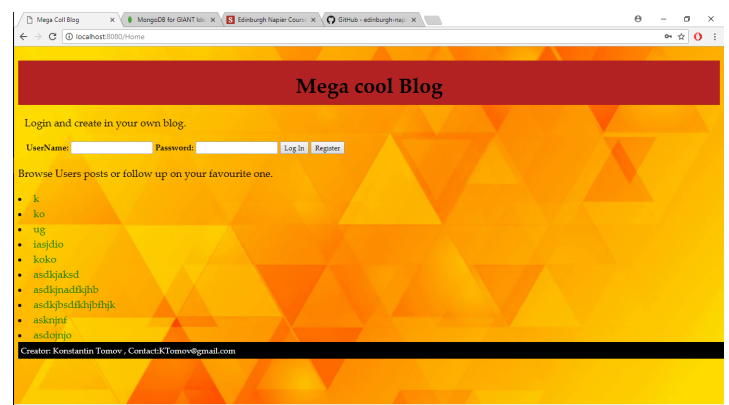 Mega Coll Blog
MongoDB for GIANT Ide
Edinburgh Napier Course
GitHub - edinburgh-nap
localhost:8080/Home
Mega cool Blog
Login and create in your own blog.
UserName: Password: Log In Register
Browse Users posts or follow up on your favourite one.
k
ko
ug
iasjdio
koko
asdkjaksd
asdkjnadfkjhb
asdkjbsdfkhjbfhjk
asknjnf
asdojnjo
Creator: Konstantin Tomov , Contact:KTomov@gmail.com